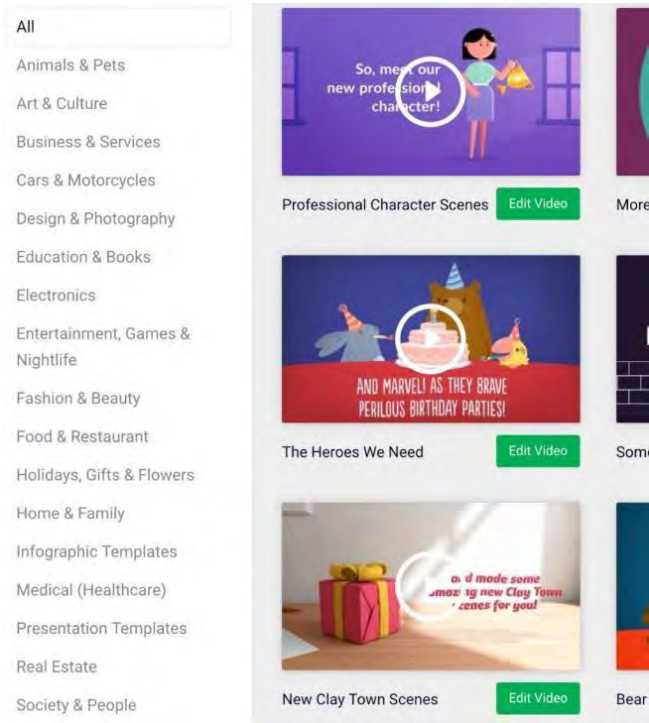 All
Animals & Pets
Art & Culture
Business & Services
Cars & Motorcycles
Design & Photography
Education & Books
Electronics
Entertainment, Games &
Nightlife
Fashion & Beauty
Food & Restaurant
Holidays, Gifts & Flowers
Home & Family
Infographic Templates
Medical (Healthcare)
Presentation Templates
Real Estate
Society & People
So, meet our
new professional
character!
Professional Character Scenes
Edit Video
More
AND MARVEL! AS THEY BRAVE
PERILOUS BIRTHDAY PARTIES!
The Heroes We Need
Edit Video
Some
made some
new Clay Town
for you!
New Clay Town Scenes
Edit Video
Bear